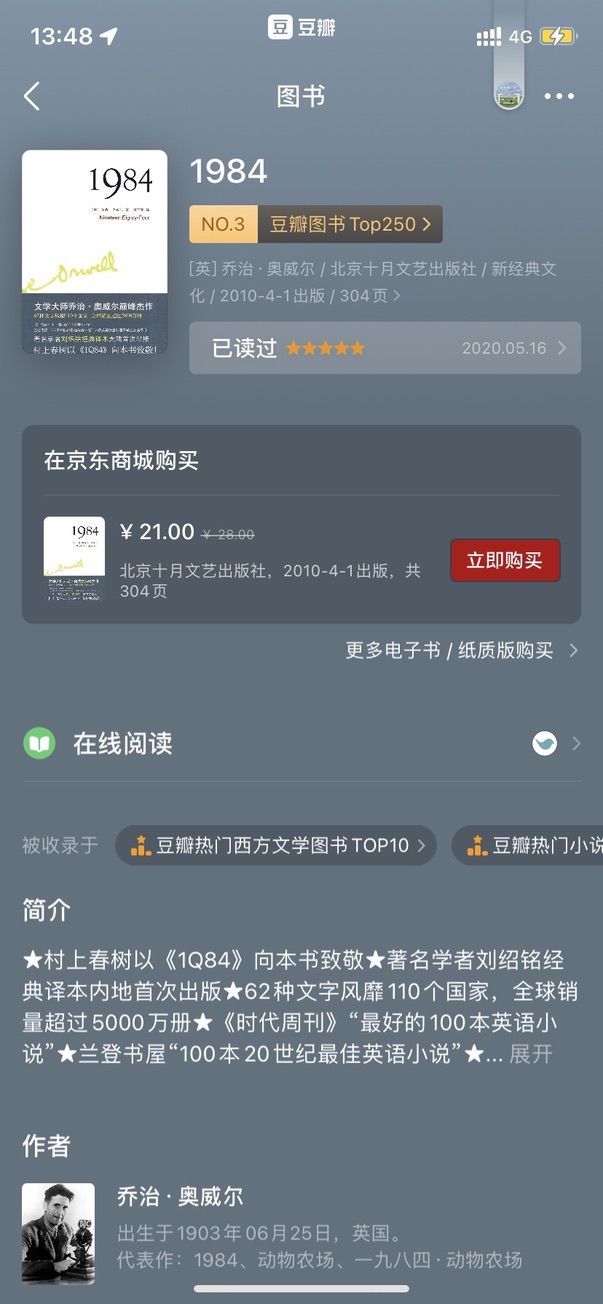 13:48
豆 豆瓣
4G
图书
1984
Nineteen Eighty-Four
文学大师乔治·奥威尔巅峰杰作
村上春树以《1Q84》向本书致敬！
1984
NO.3 豆瓣图书Top250
[英] 乔治·奥威尔 / 北京十月文艺出版社 / 新经典文
化 / 2010-4-1出版 / 304页
已读过 2020.05.16
在京东商城购买
1984
¥ 21.00 ¥ 28.00
北京十月文艺出版社，2010-4-1出版，共
304页
立即购买
更多电子书 / 纸质版购买
在线阅读
被收录于 豆瓣热门西方文学图书TOP10 豆瓣热门小说
简介
★村上春树以《1Q84》向本书致敬★著名学者刘绍铭经
典译本内地首次出版★62种文字风靡110个国家，全球销
量超过5000万册★《时代周刊》“最好的100本英语小
说”★兰登书屋“100本20世纪最佳英语小说”★... 展开
作者
乔治·奥威尔
出生于1903年06月25日，英国。
代表作：1984、动物农场、一九八四·动物农场